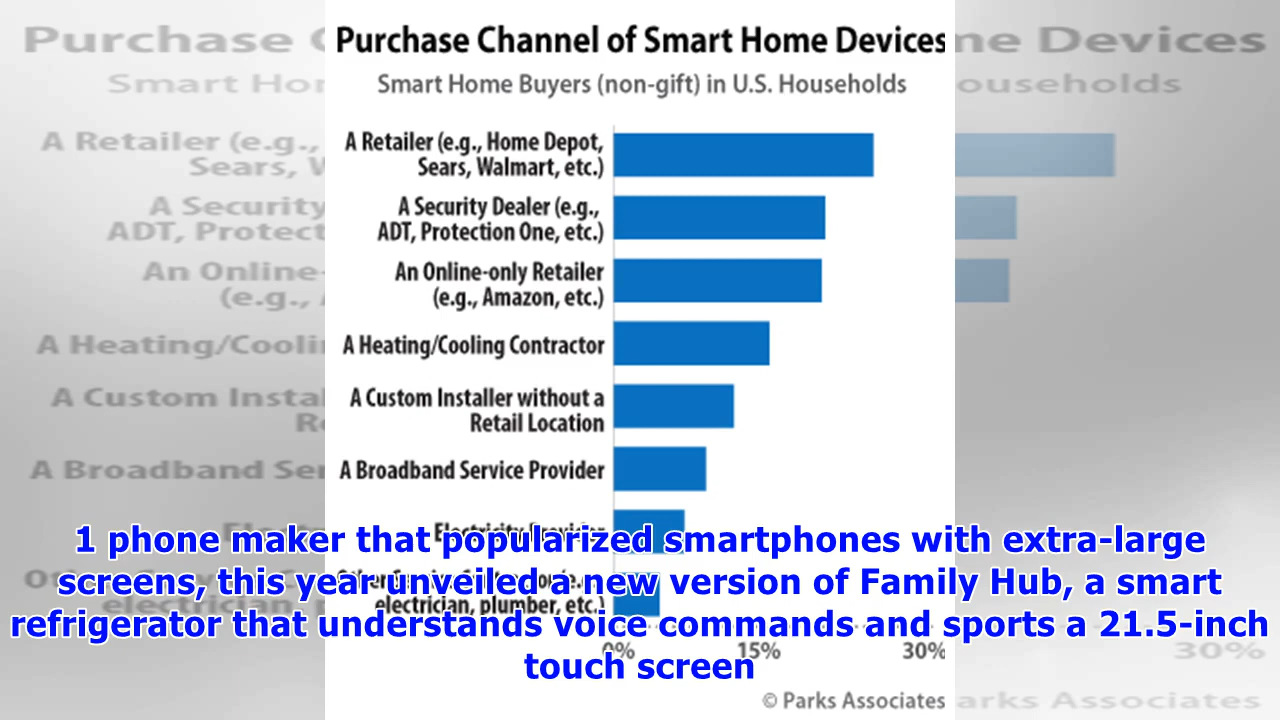 Purchase Channel of Smart Home Devices
Smart Home Buyers (non-gift) in U.S. Households
A Retailer (e.g., Home Depot,
Sears, Walmart, etc.)
A Security Dealer (e.g.,
ADT, Protection One, etc.)
An Online-only Retailer
(e.g., Amazon, etc.)
A Heating/Cooling Contractor
A Custom Installer without a
Retail Location
A Broadband Service Provider
Electricity Provider
1 phone maker that popularized smartphones with extra-large
screens, this year unveiled a new version of Family Hub, a smart
electrician, plumber, etc.)
refrigerator that understands voice commands and sports a 21.5-inch
touch screen
0% 15% 30%
© Parks Associates